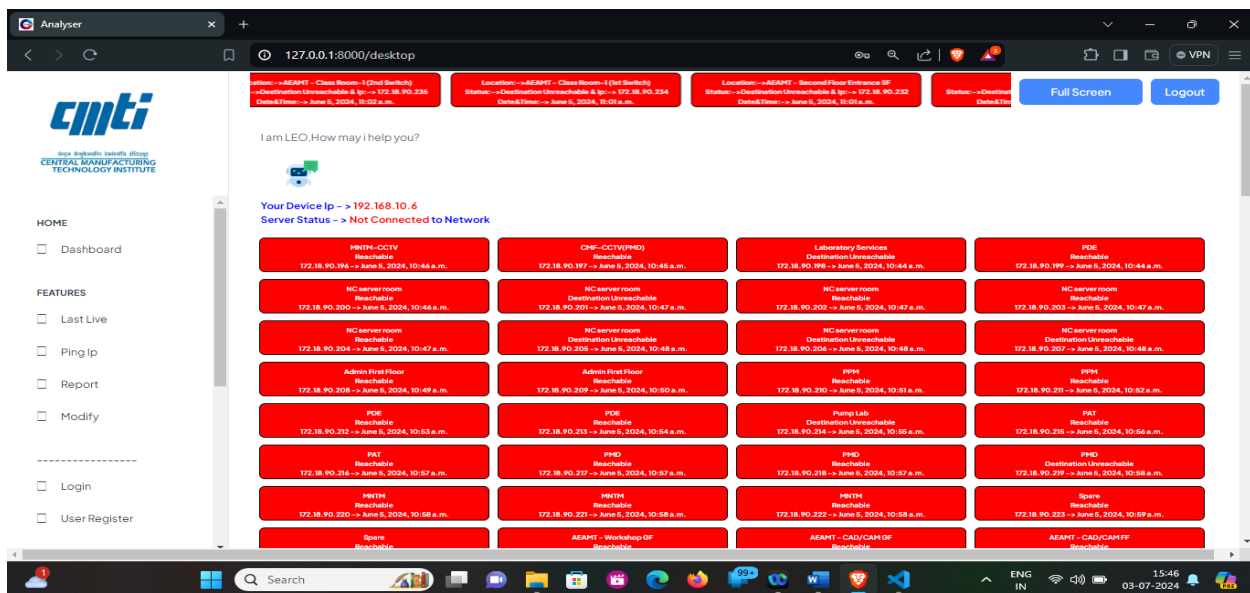 Analyser
127.0.0.1:8000/desktop
VPN
cmti
CENTRAL MANUFACTURING
TECHNOLOGY INSTITUTE
HOME
Dashboard
FEATURES
Last Live
Ping Ip
Report
Modify
-----------------
Login
User Register
ation:->AEAMT - Class Room-1 (2nd Switch)
->Destination Unreachable & Ip:-> 172.18.90.235
Date&Time:-> June 5, 2024, 11:02 a.m.
Location:->AEAMT - Class Room-1 (1st Switch)
Status:->Destination Unreachable & Ip:-> 172.18.90.234
Date&Time:-> June 5, 2024, 11:01 a.m.
Location:->AEAMT - Second Floor Entrance SF
Status:->Destination Unreachable & Ip:-> 172.18.90.232
Date&Time:-> June 5, 2024, 11:01 a.m.
Status:->Destinat
Date&Tim
Full Screen
Logout
I am LEO.How may i help you?
Your Device Ip - > 192.168.10.6
Server Status - > Not Connected to Network
MNTM-CCTV
Reachable
172.18.90.196 -> June 5, 2024, 10:46 a.m.
CMF-CCTV(PMD)
Reachable
172.18.90.197 -> June 5, 2024, 10:45 a.m.
Laboratory Services
Destination Unreachable
172.18.90.198 -> June 5, 2024, 10:44 a.m.
PDE
Reachable
172.18.90.199 -> June 5, 2024, 10:44 a.m.
NC server room
Reachable
172.18.90.200 -> June 5, 2024, 10:46 a.m.
NC server room
Destination Unreachable
172.18.90.201 -> June 5, 2024, 10:47 a.m.
NC server room
Reachable
172.18.90.202 -> June 5, 2024, 10:47 a.m.
NC server room
Reachable
172.18.90.203 -> June 5, 2024, 10:47 a.m.
NC server room
Reachable
172.18.90.204 -> June 5, 2024, 10:47 a.m.
NC server room
Destination Unreachable
172.18.90.205 -> June 5, 2024, 10:48 a.m.
NC server room
Destination Unreachable
172.18.90.206 -> June 5, 2024, 10:48 a.m.
NC server room
Destination Unreachable
172.18.90.207 -> June 5, 2024, 10:48 a.m.
Admin First Floor
Reachable
172.18.90.208 -> June 5, 2024, 10:49 a.m.
Admin First Floor
Reachable
172.18.90.209 -> June 5, 2024, 10:50 a.m.
PPM
Reachable
172.18.90.210 -> June 5, 2024, 10:51 a.m.
PPM
Reachable
172.18.90.211 -> June 5, 2024, 10:52 a.m.
PDE
Reachable
172.18.90.212 -> June 5, 2024, 10:53 a.m.
PDE
Reachable
172.18.90.213 -> June 5, 2024, 10:54 a.m.
Pump Lab
Destination Unreachable
172.18.90.214 -> June 5, 2024, 10:55 a.m.
PAT
Reachable
172.18.90.215 -> June 5, 2024, 10:56 a.m.
PAT
Reachable
172.18.90.216 -> June 5, 2024, 10:57 a.m.
PMD
Reachable
172.18.90.217 -> June 5, 2024, 10:57 a.m.
PMD
Reachable
172.18.90.218 -> June 5, 2024, 10:57 a.m.
PMD
Destination Unreachable
172.18.90.219 -> June 5, 2024, 10:58 a.m.
MNTM
Reachable
172.18.90.220 -> June 5, 2024, 10:58 a.m.
MNTM
Reachable
172.18.90.221 -> June 5, 2024, 10:58 a.m.
MNTM
Reachable
172.18.90.222 -> June 5, 2024, 10:58 a.m.
Spare
Reachable
172.18.90.223 -> June 5, 2024, 10:59 a.m.
Spare
Reachable
AEAMT - Workshop GF
Reachable
AEAMT - CAD/CAM GF
Reachable
AEAMT - CAD/CAM FF
Reachable
1
Search
99+
ENG
IN
15:46
03-07-2024